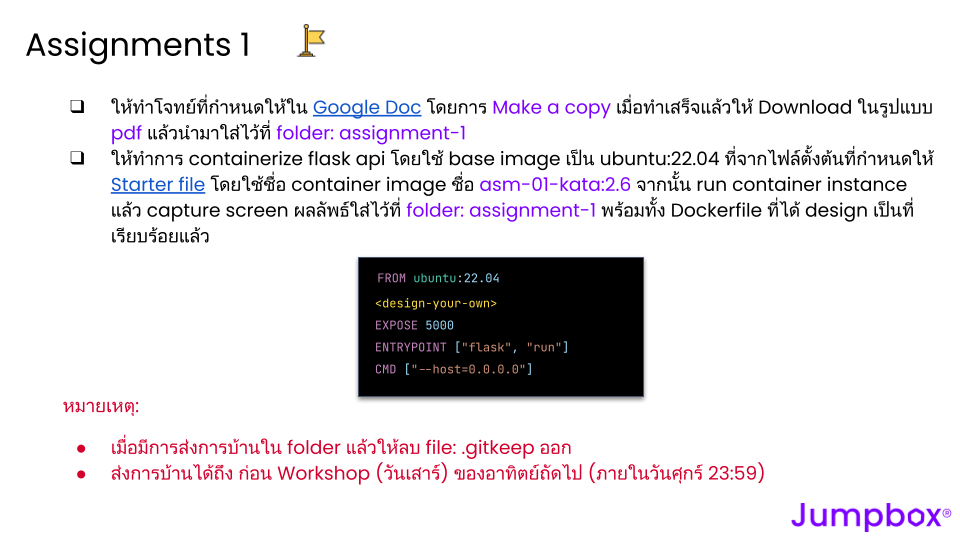 Assignments 1
❏ ให้ทำโจทย์ที่กำหนดให้ใน Google Doc โดยการ Make a copy เมื่อทำเสร็จแล้วให้ Download ในรูปแบบ
pdf แล้วนำมาใส่ไว้ที่ folder: assignment-1
❏ ให้ทำการ containerize flask api โดยใช้ base image เป็น ubuntu:22.04 ที่จากไฟล์ตั้งต้นที่กำหนดให้
Starter file โดยใช้ชื่อ container image ชื่อ asm-01-kata:2.6 จากนั้น run container instance
แล้ว capture screen ผลลัพธ์ใส่ไว้ที่ folder: assignment-1 พร้อมทั้ง Dockerfile ที่ได้ design เป็นที่
เรียบร้อยแล้ว
FROM ubuntu:22.04
<design-your-own>
EXPOSE 5000
ENTRYPOINT ["flask", "run"]
CMD ["--host=0.0.0.0"]
หมายเหตุ:
● เมื่อมีการส่งการบ้านใน folder แล้วให้ลบ file: .gitkeep ออก
● ส่งการบ้านได้ถึง ก่อน Workshop (วันเสาร์) ของอาทิตย์ถัดไป (ภายในวันศุกร์ 23:59)
Jumpbox®